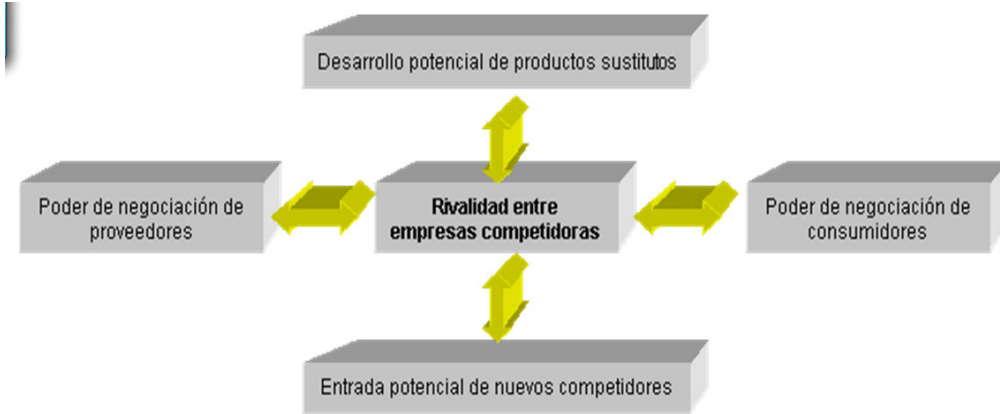 Desarrollo potencial de productos sustitutos
Poder de negociación de
proveedores
Rivalidad entre
empresas competidoras
Poder de negociación de
consumidores
Entrada potencial de nuevos competidores